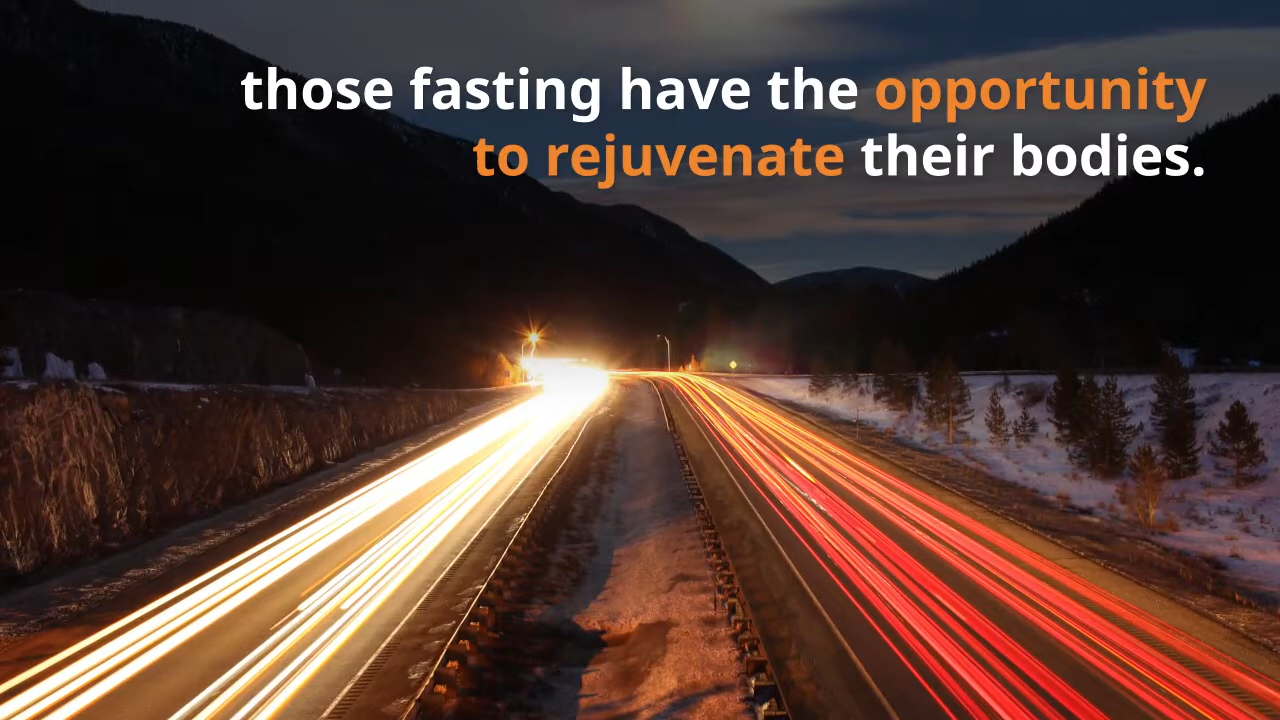 those fasting have the opportunity
to rejuvenate their bodies.